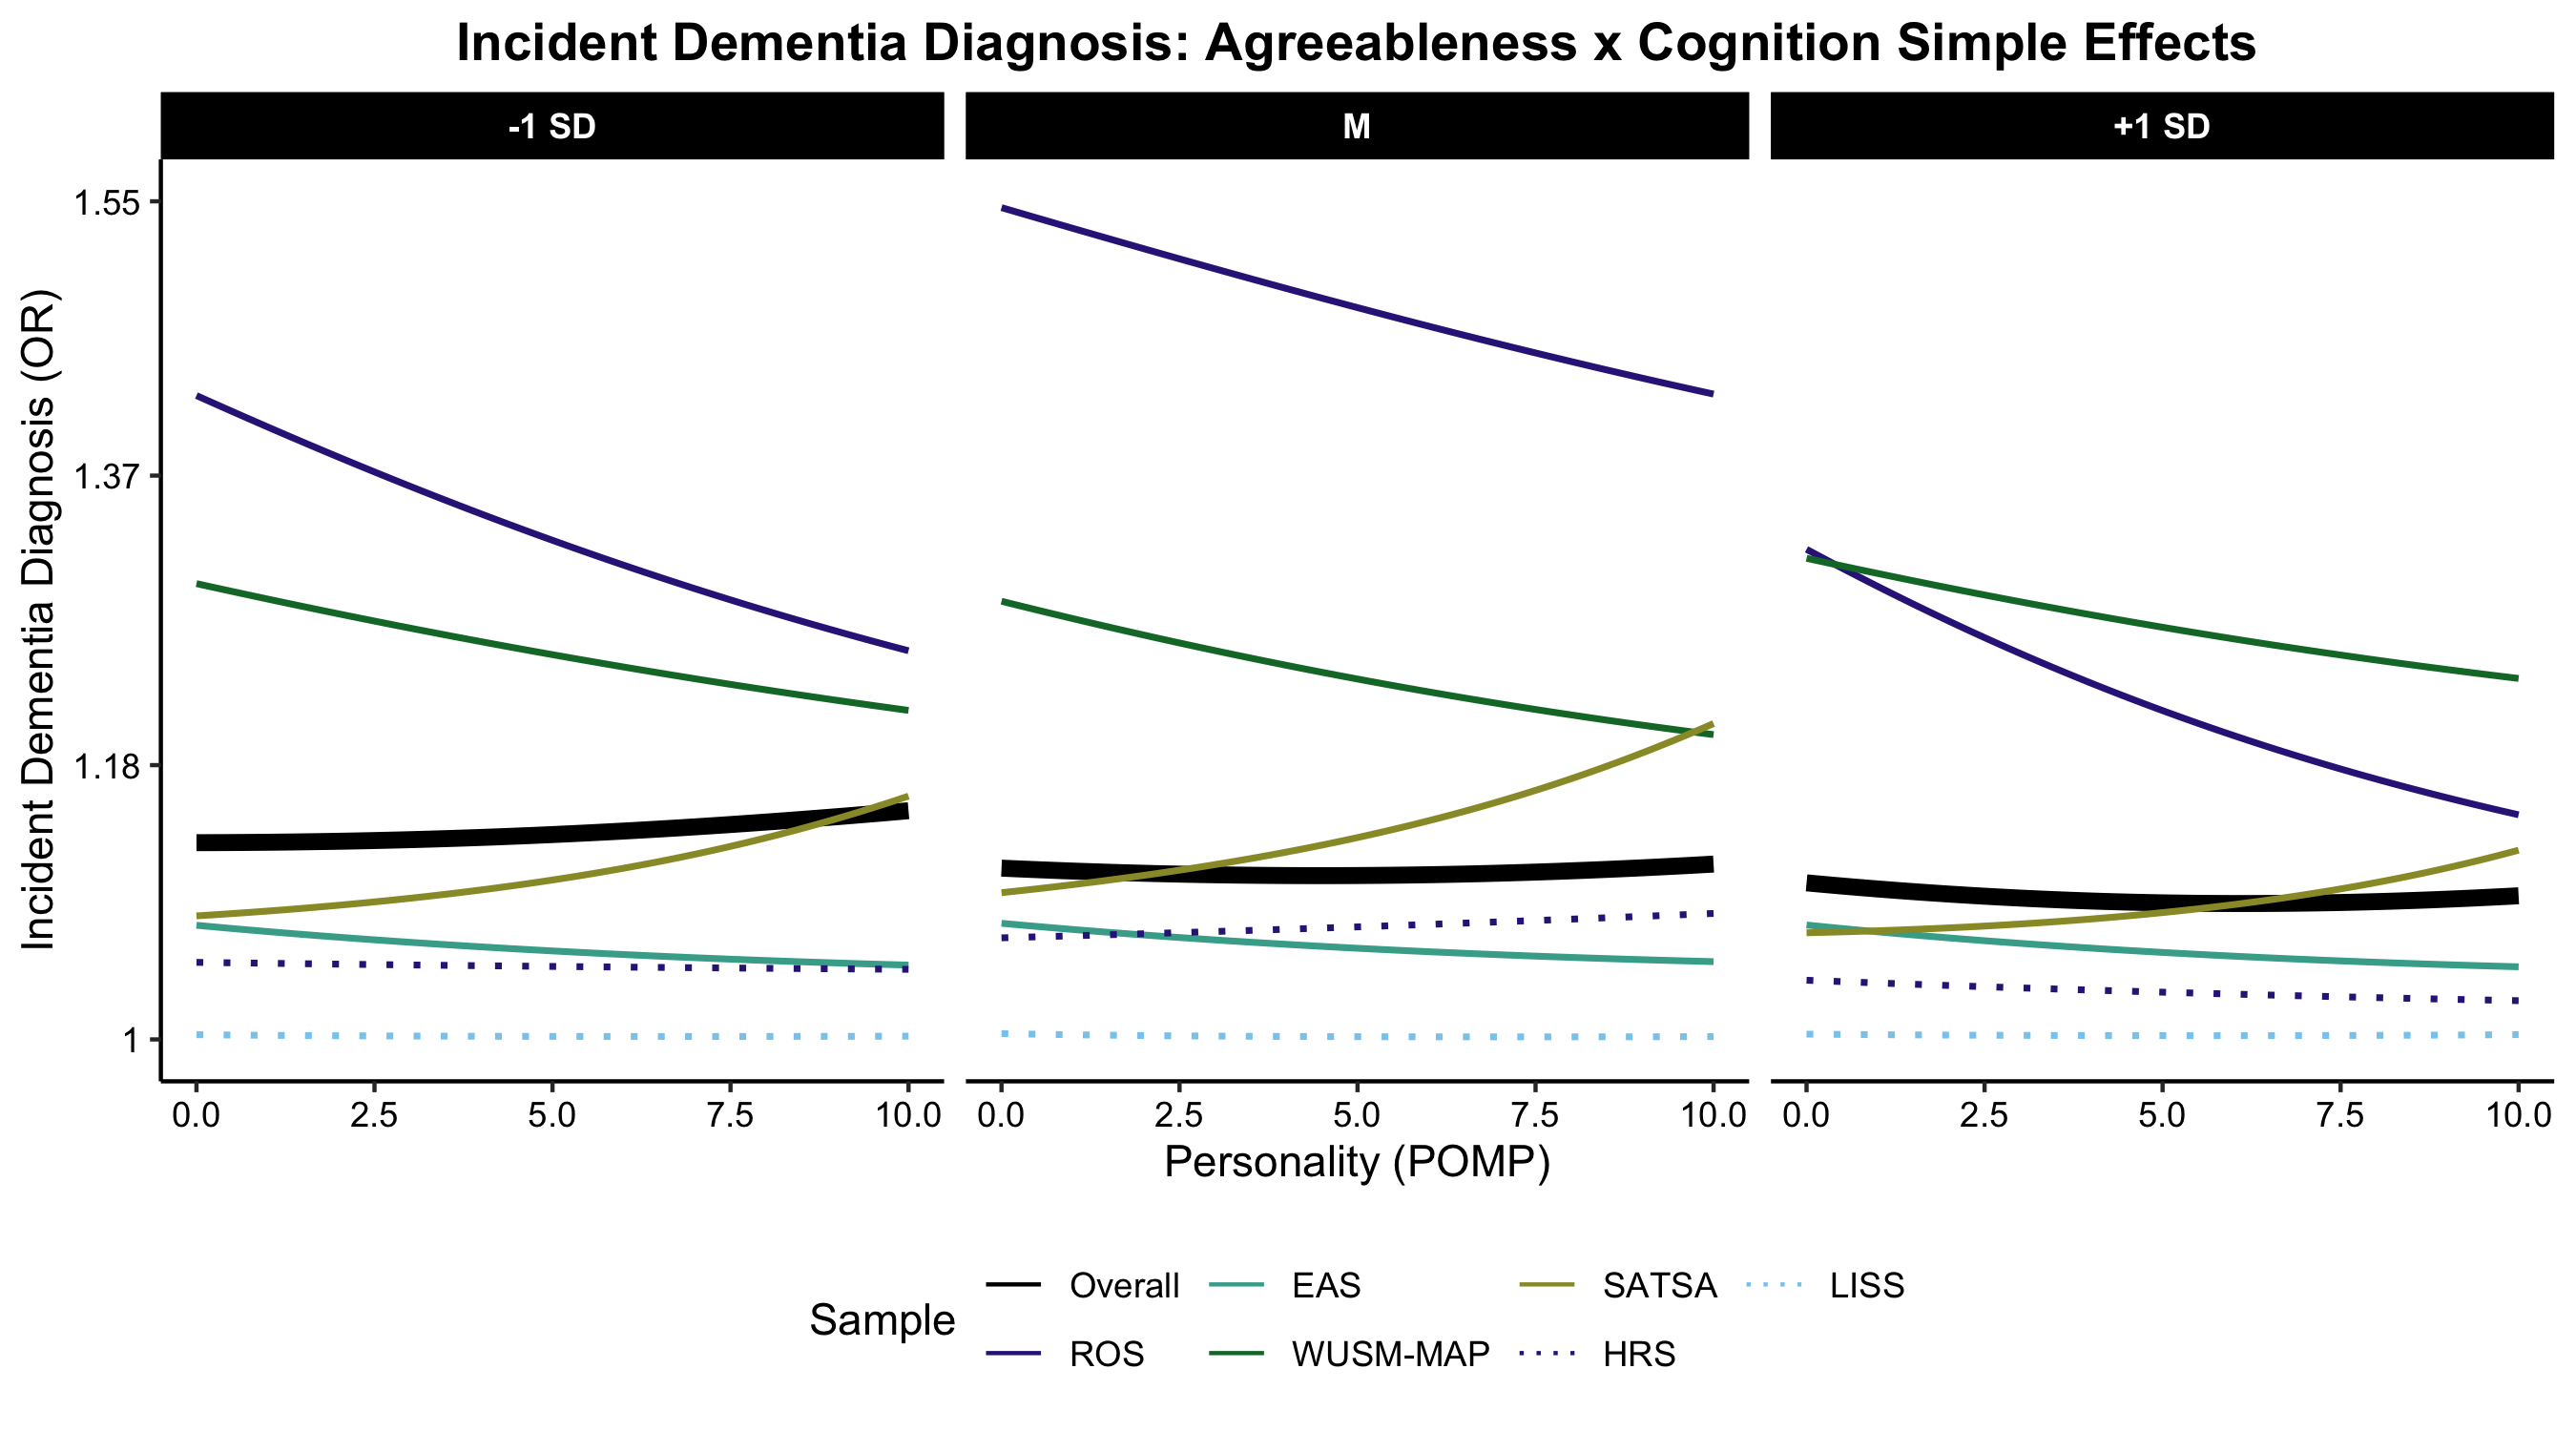 Incident Dementia Diagnosis: Agreeableness x Cognition Simple Effects
-1 SD
M
+1 SD
Incident Dementia Diagnosis (OR)
1.55
1.37
1.18
1
0.0 2.5 5.0 7.5 10.0
0.0 2.5 5.0 7.5 10.0
0.0 2.5 5.0 7.5 10.0
Personality (POMP)
Sample
Overall EAS SATSA LISS
ROS WUSM-MAP HRS